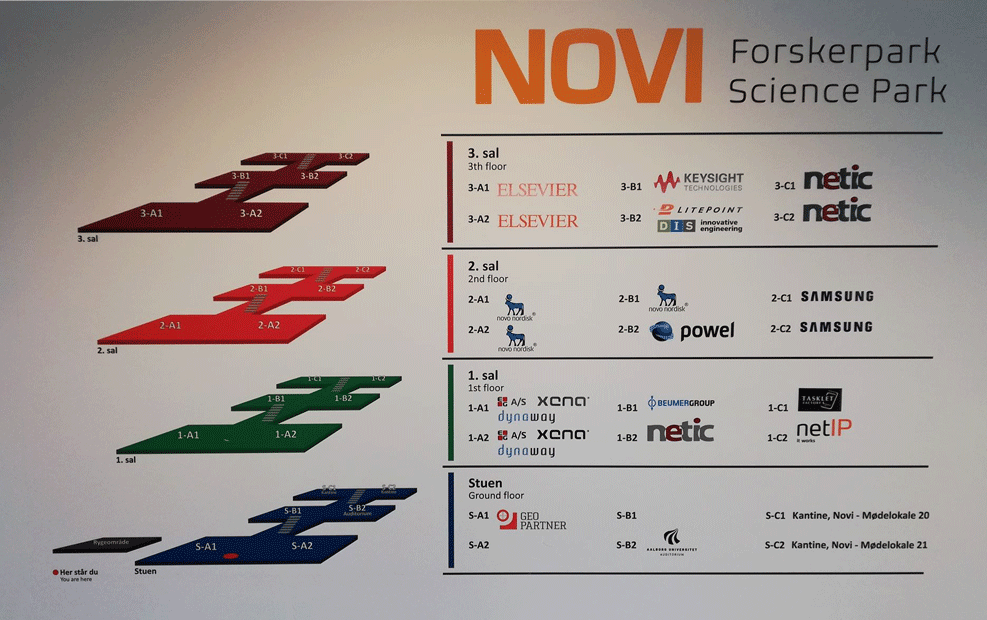 NOVI
Forskerpark
Science Park
3-C1 3-C2
3-B1 3-B2
3-A1 3-A2
3. sal
3. sal
3th floor
3-A1 ELSEVIER
3-A2 ELSEVIER
3-B1 KEYSIGHT
TECHNOLOGIES
3-B2 LITEPOINT
DIS innovative
engineering
3-C1 netic
3-C2 netic
2-C1 2-C2
2-B1 2-B2
2-A1 2-A2
2. sal
2. sal
2nd floor
2-A1 novo nordisk
2-A2 novo nordisk
2-B1 novo nordisk
2-B2 powel
2-C1 SAMSUNG
2-C2 SAMSUNG
1-C1 1-C2
1-B1 1-B2
1-A1 1-A2
1. sal
1. sal
1st floor
1-A1 A/S xena
dynaway
1-A2 A/S xena
dynaway
1-B1 BEUMERGROUP
1-B2 netic
1-C1 TASKLET
FACTORY
1-C2 netIP
it works
S-B1 S-B2
Auditorium
S-A1 S-A2
Rygeområde
Her står du
You are here
Stuen
Stuen
Ground floor
S-A1 GEO
PARTNER
S-A2
S-B1
S-B2 AALBORG UNIVERSITET
AUDITORIUM
S-C1 Kantine, Novi - Mødelokale 20
S-C2 Kantine, Novi - Mødelokale 21